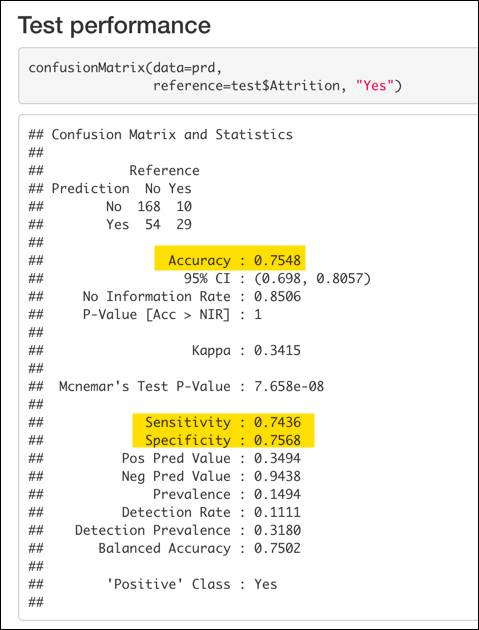 Test performance
confusionMatrix(data=prd,
                reference=test$Attrition, "Yes")
## Confusion Matrix and Statistics
##
##           Reference
## Prediction  No Yes
##        No  168  10
##        Yes  54  29
##
##                Accuracy : 0.7548
##                  95% CI : (0.698, 0.8057)
##     No Information Rate : 0.8506
##     P-Value [Acc > NIR] : 1
##
##                   Kappa : 0.3415
##
##  Mcnemar's Test P-Value : 7.658e-08
##
##             Sensitivity : 0.7436
##             Specificity : 0.7568
##          Pos Pred Value : 0.3494
##          Neg Pred Value : 0.9438
##              Prevalence : 0.1494
##          Detection Rate : 0.1111
##    Detection Prevalence : 0.3180
##       Balanced Accuracy : 0.7502
##
##        'Positive' Class : Yes
##